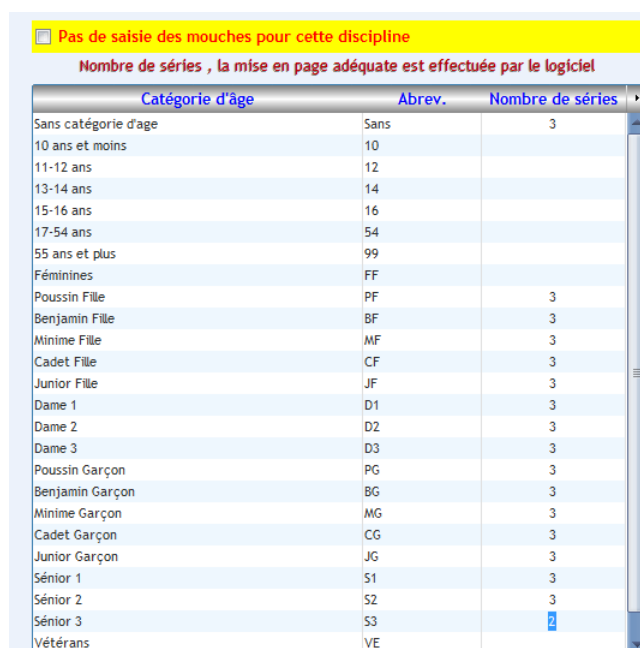 Pas de saisie des mouches pour cette discipline
Nombre de séries , la mise en page adéquate est effectuée par le logiciel
Catégorie d'âge Abrev. Nombre de séries
Sans catégorie d'age Sans 3
10 ans et moins 10
11-12 ans 12
13-14 ans 14
15-16 ans 16
17-54 ans 54
55 ans et plus 99
Féminines FF
Poussin Fille PF 3
Benjamin Fille BF 3
Minime Fille MF 3
Cadet Fille CF 3
Junior Fille JF 3
Dame 1 D1 3
Dame 2 D2 3
Dame 3 D3 3
Poussin Garçon PG 3
Benjamin Garçon BG 3
Minime Garçon MG 3
Cadet Garçon CG 3
Junior Garçon JG 3
Sénior 1 S1 3
Sénior 2 S2 3
Sénior 3 S3 2
Vétérans VE